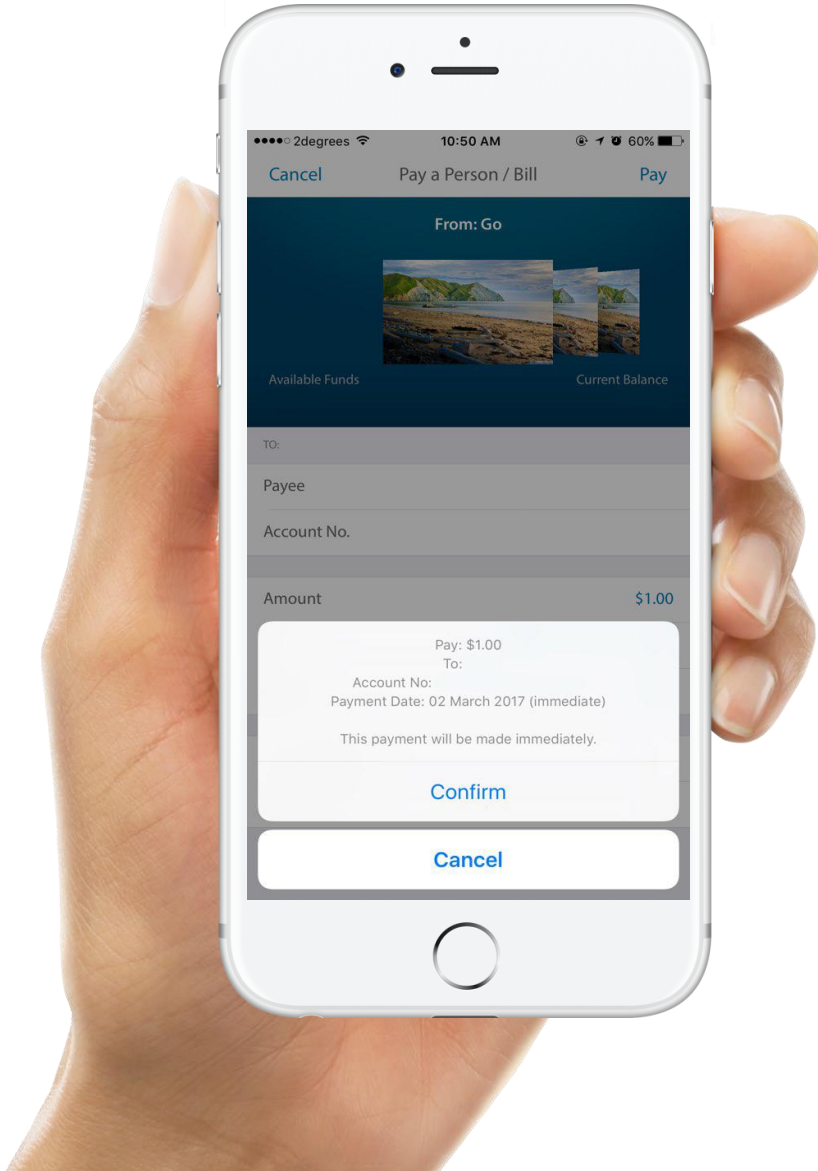 2degrees 10:50 AM 60%
Cancel Pay a Person / Bill Pay
From: Go
Available Funds Current Balance
TO:
Payee
Account No.
Amount $1.00
Pay: $1.00
To:
Account No:
Payment Date: 02 March 2017 (immediate)
This payment will be made immediately.
Confirm
Cancel